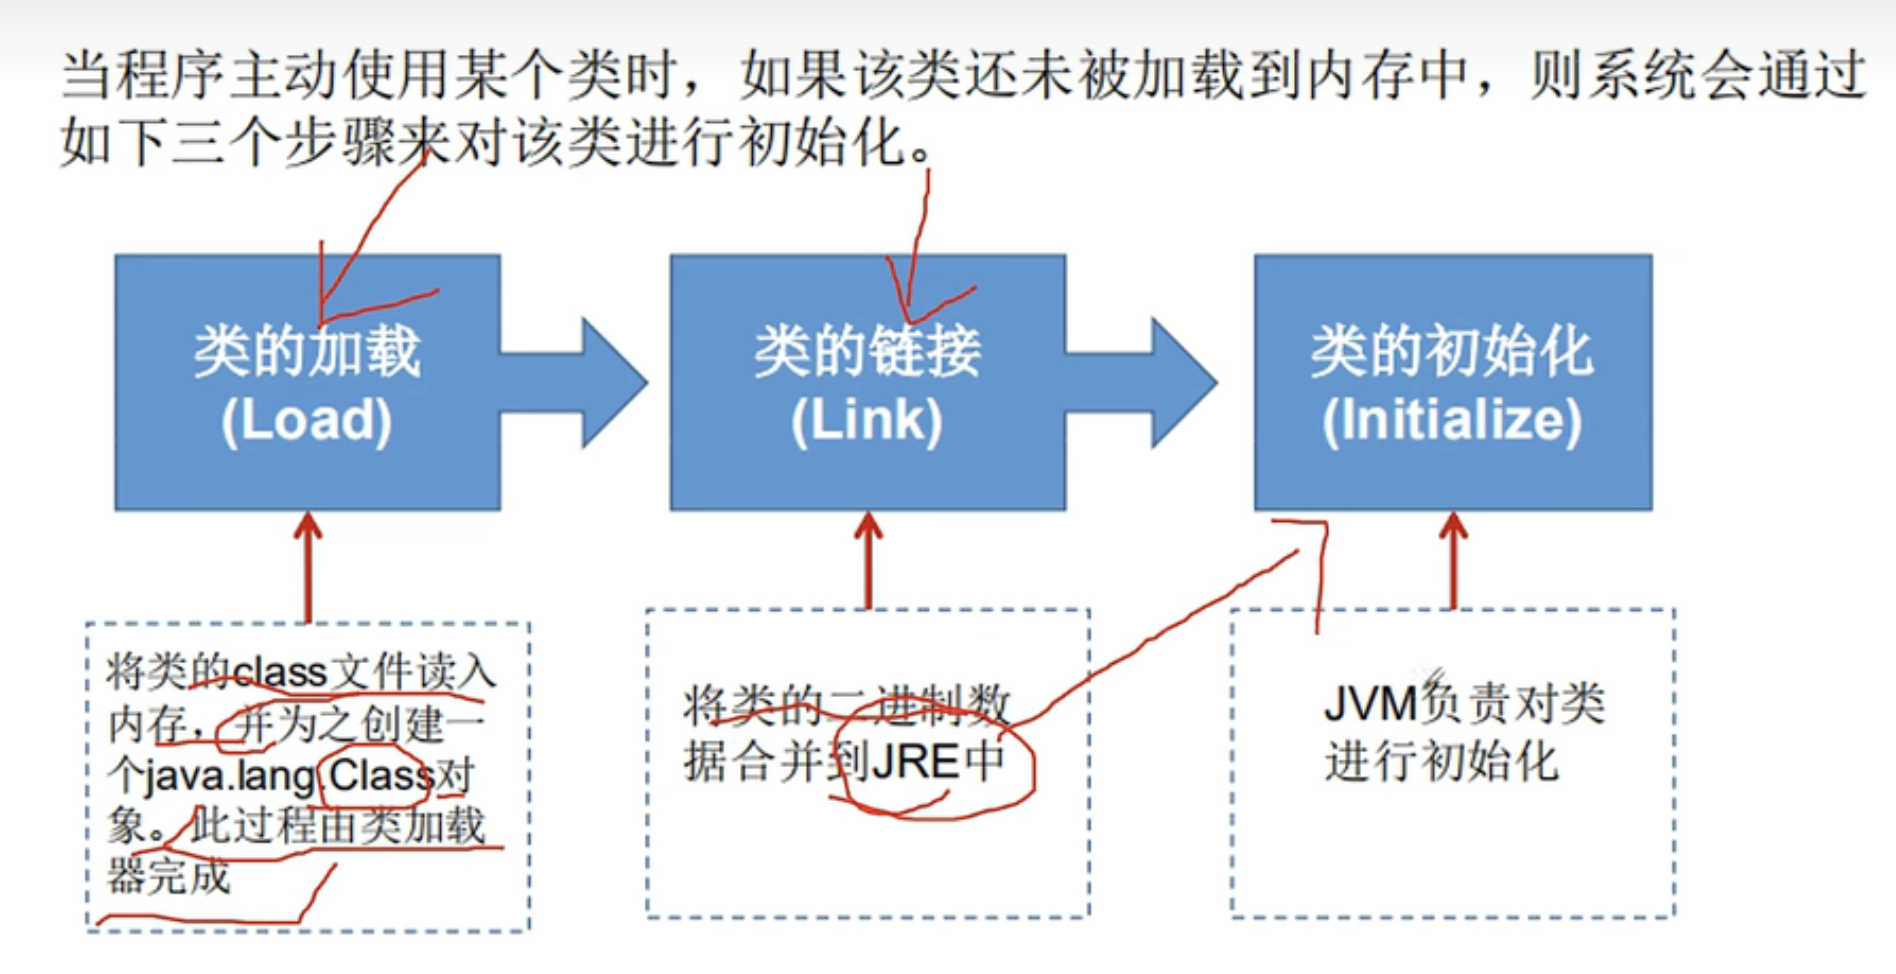 当程序主动使用某个类时，如果该类还未被加载到内存中，则系统会通过
如下三个步骤来对该类进行初始化。
类的加载
(Load)
类的链接
(Link)
类的初始化
(Initialize)
将类的class文件读入
内存，并为之创建一
个java.lang.Class对
象。此过程由类加载
器完成
将类的二进制数
据合并到JRE中
JVM负责对类
进行初始化